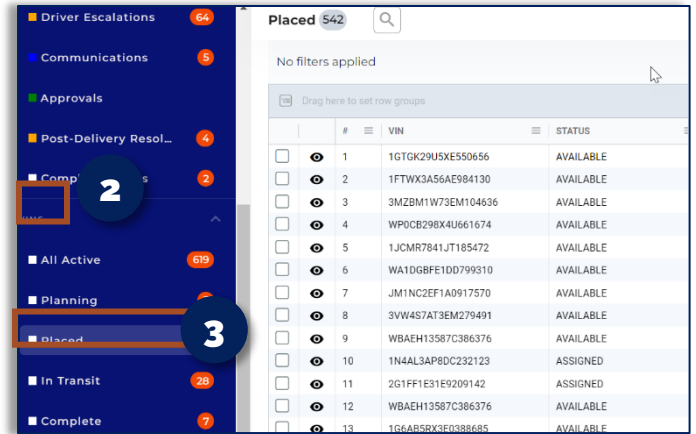 Driver Escalations 64
Communications 5
Approvals
Post-Delivery Resol... 4
2
2
All Active 619
Planning
3
Placed
In Transit 28
Complete 7
Placed 542
No filters applied
Drag here to set row groups
# VIN STATUS
1 1GTGK29U5XE550656 AVAILABLE
2 1FTWX3A56AE984130 AVAILABLE
3 3MZBM1W73EM104636 AVAILABLE
4 WP0CB298X4U661674 AVAILABLE
5 1JCMR7841JT185472 AVAILABLE
6 WA1DGBFE1DD799310 AVAILABLE
7 JM1NC2EF1A0917570 AVAILABLE
8 3VW4S7AT3EM279491 AVAILABLE
9 WBAEH13587C386376 AVAILABLE
10 1N4AL3AP8DC232123 ASSIGNED
11 2G1FF1E31E9209142 ASSIGNED
12 WBAEH13587C386376 AVAILABLE
13 1G6AB5RX3E0388685 AVAILABLE